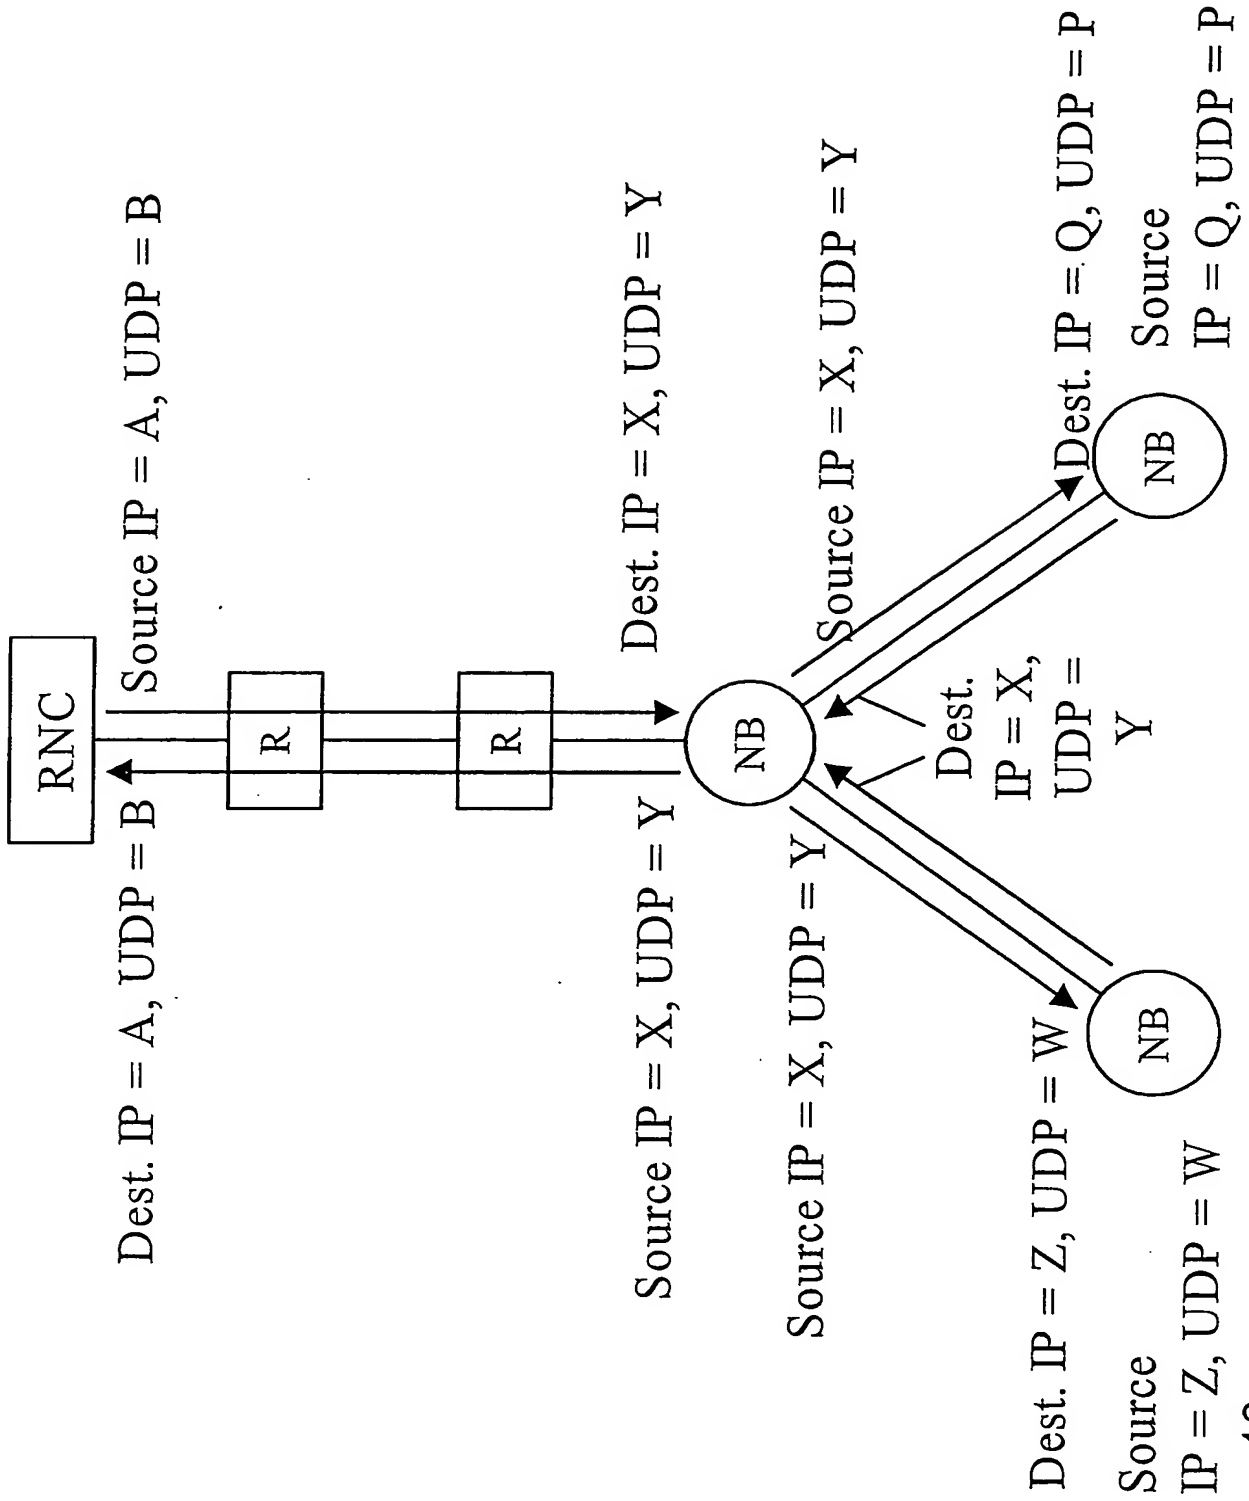 RNC
Dest. IP = A, UDP = B
Source IP = A, UDP = B
R
R
Source IP = X, UDP = Y
Dest. IP = X, UDP = Y
NB
Source IP = X, UDP = Y
Source IP = X, UDP = Y
Dest.
IP = X,
UDP =
Y
Dest. IP = Z, UDP = W
Dest. IP = Q, UDP = P
NB
NB
Source
IP = Z, UDP = W
Source
IP = Q, UDP = P